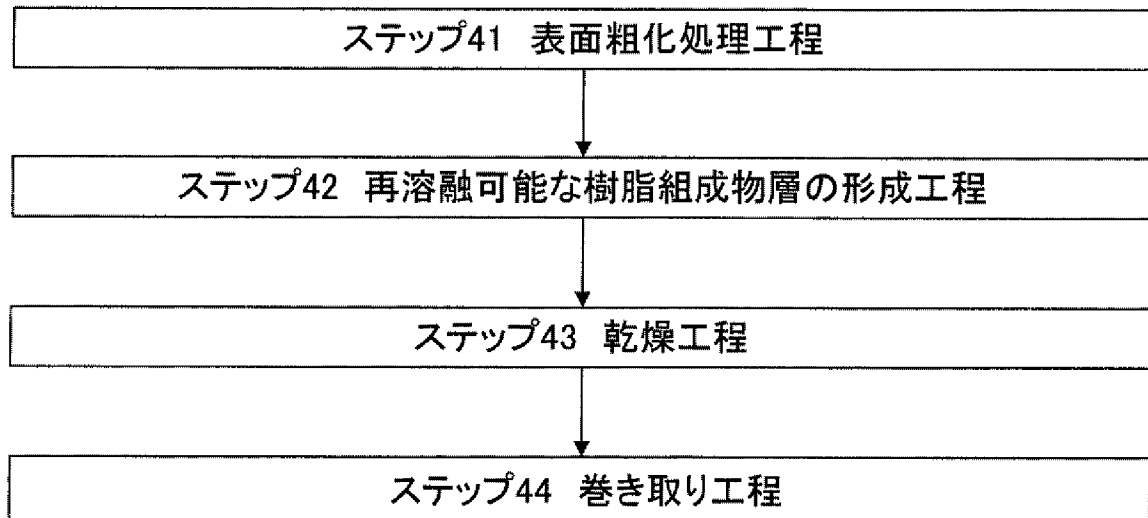 ステップ41 表面粗化処理工程
ステップ42 再溶融可能な樹脂組成物層の形成工程
ステップ43 乾燥工程
ステップ44 巻き取り工程